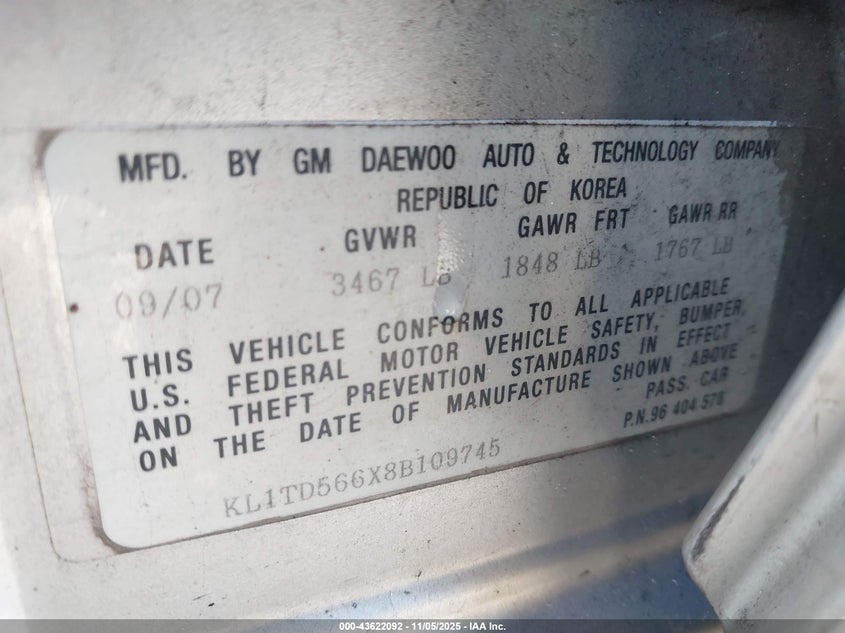 MFD. BY GM DAEWOO AUTO & TECHNOLOGY COMPANY
REPUBLIC OF KOREA
DATE GVWR GAWR FRT GAWR RR
09/07 3467 LB 1848 LB 1767 LB
THIS VEHICLE CONFORMS TO ALL APPLICABLE
U.S. FEDERAL MOTOR VEHICLE SAFETY, BUMPER,
AND THEFT PREVENTION STANDARDS IN EFFECT
ON THE DATE OF MANUFACTURE SHOWN ABOVE
PASS. CAR
P.N. 96 404 578
KL1TD566X8B109745
000-43622092 - 11/05/2025 - IAA Inc.